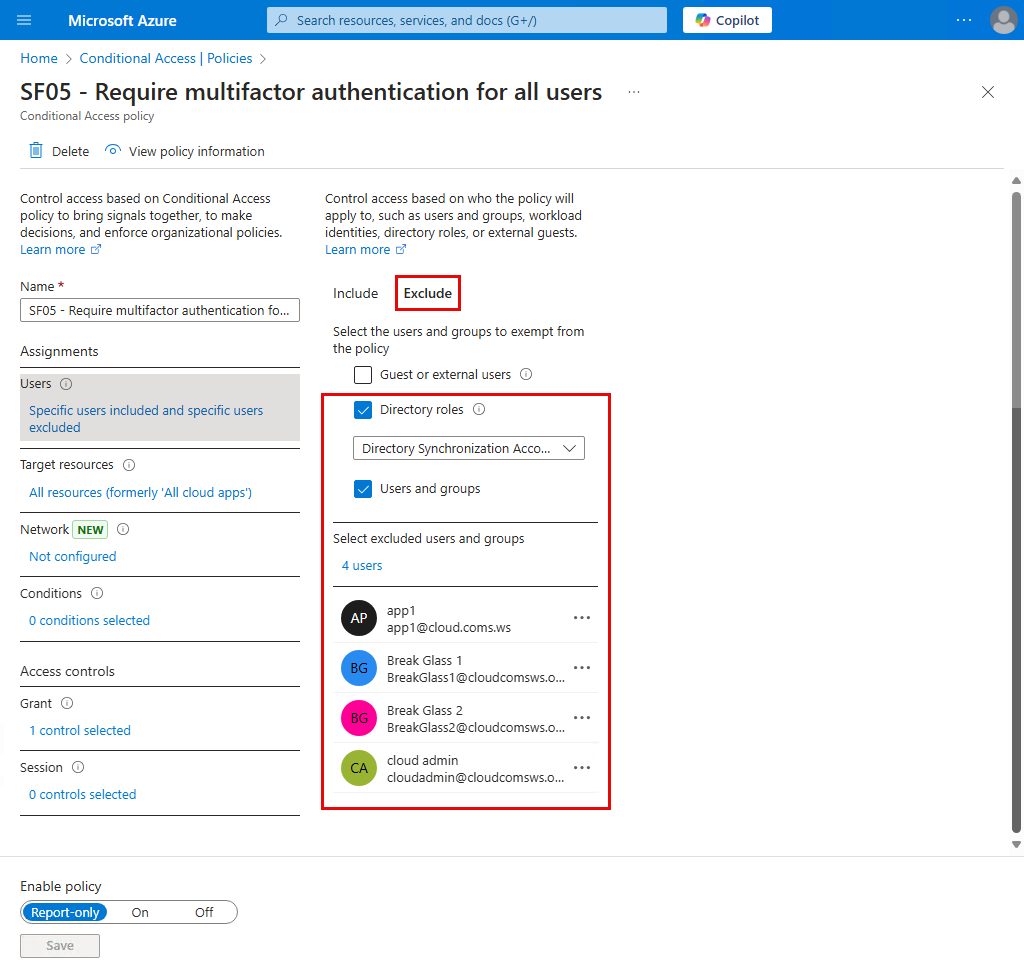 Microsoft Azure
Search resources, services, and docs (G+/)
Copilot
Home > Conditional Access | Policies >
SF05 - Require multifactor authentication for all users ...
Conditional Access policy
Delete
View policy information
Control access based on Conditional Access
policy to bring signals together, to make
decisions, and enforce organizational policies.
Learn more
Name *
SF05 - Require multifactor authentication fo...
Assignments
Users
Specific users included and specific users
excluded
Target resources
All resources (formerly 'All cloud apps')
Network NEW
Not configured
Conditions
0 conditions selected
Access controls
Grant
1 control selected
Session
0 controls selected
Control access based on who the policy will
apply to, such as users and groups, workload
identities, directory roles, or external guests.
Learn more
Include
Exclude
Select the users and groups to exempt from
the policy
Guest or external users
Directory roles
Directory Synchronization Acco...
Users and groups
Select excluded users and groups
4 users
AP
app1
app1@cloud.coms.ws
BG
Break Glass 1
BreakGlass1@cloudcomsws.o...
BG
Break Glass 2
BreakGlass2@cloudcomsws.o...
CA
cloud admin
cloudadmin@cloudcomsws.o...
Enable policy
Report-only
On
Off
Save